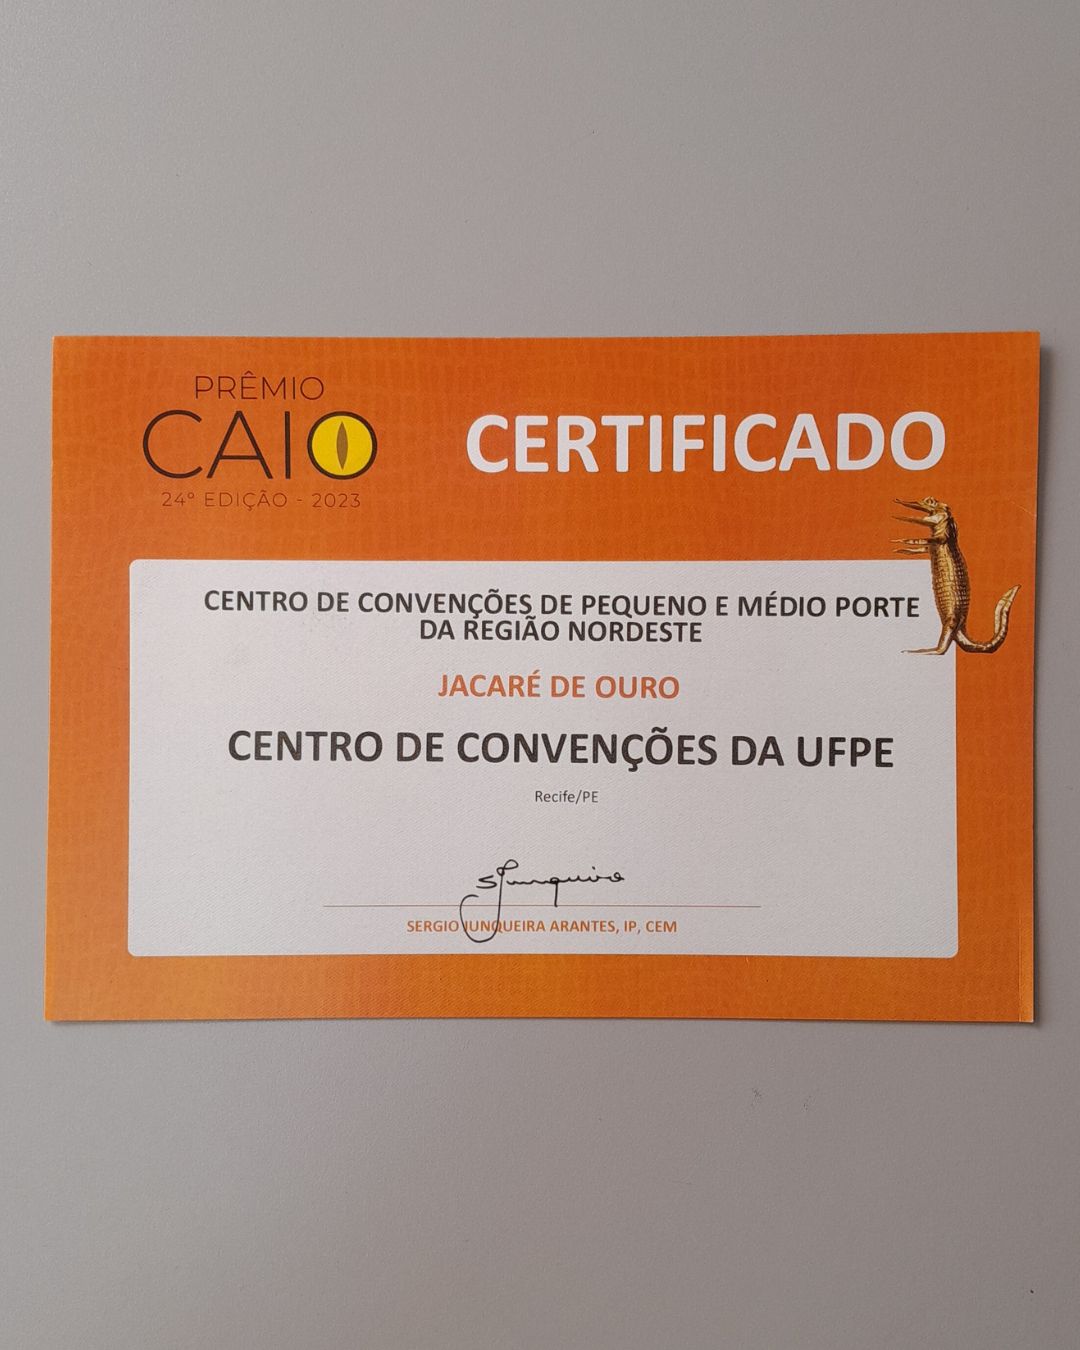 PRÊMIO
CAIO
24º EDIÇÃO - 2023
CERTIFICADO
CENTRO DE CONVENÇÕES DE PEQUENO E MÉDIO PORTE
DA REGIÃO NORDESTE
JACARÉ DE OURO
CENTRO DE CONVENÇÕES DA UFPE
Recife/PE
SJunqueira
SERGIO JUNQUEIRA ARANTES, IP, CEM